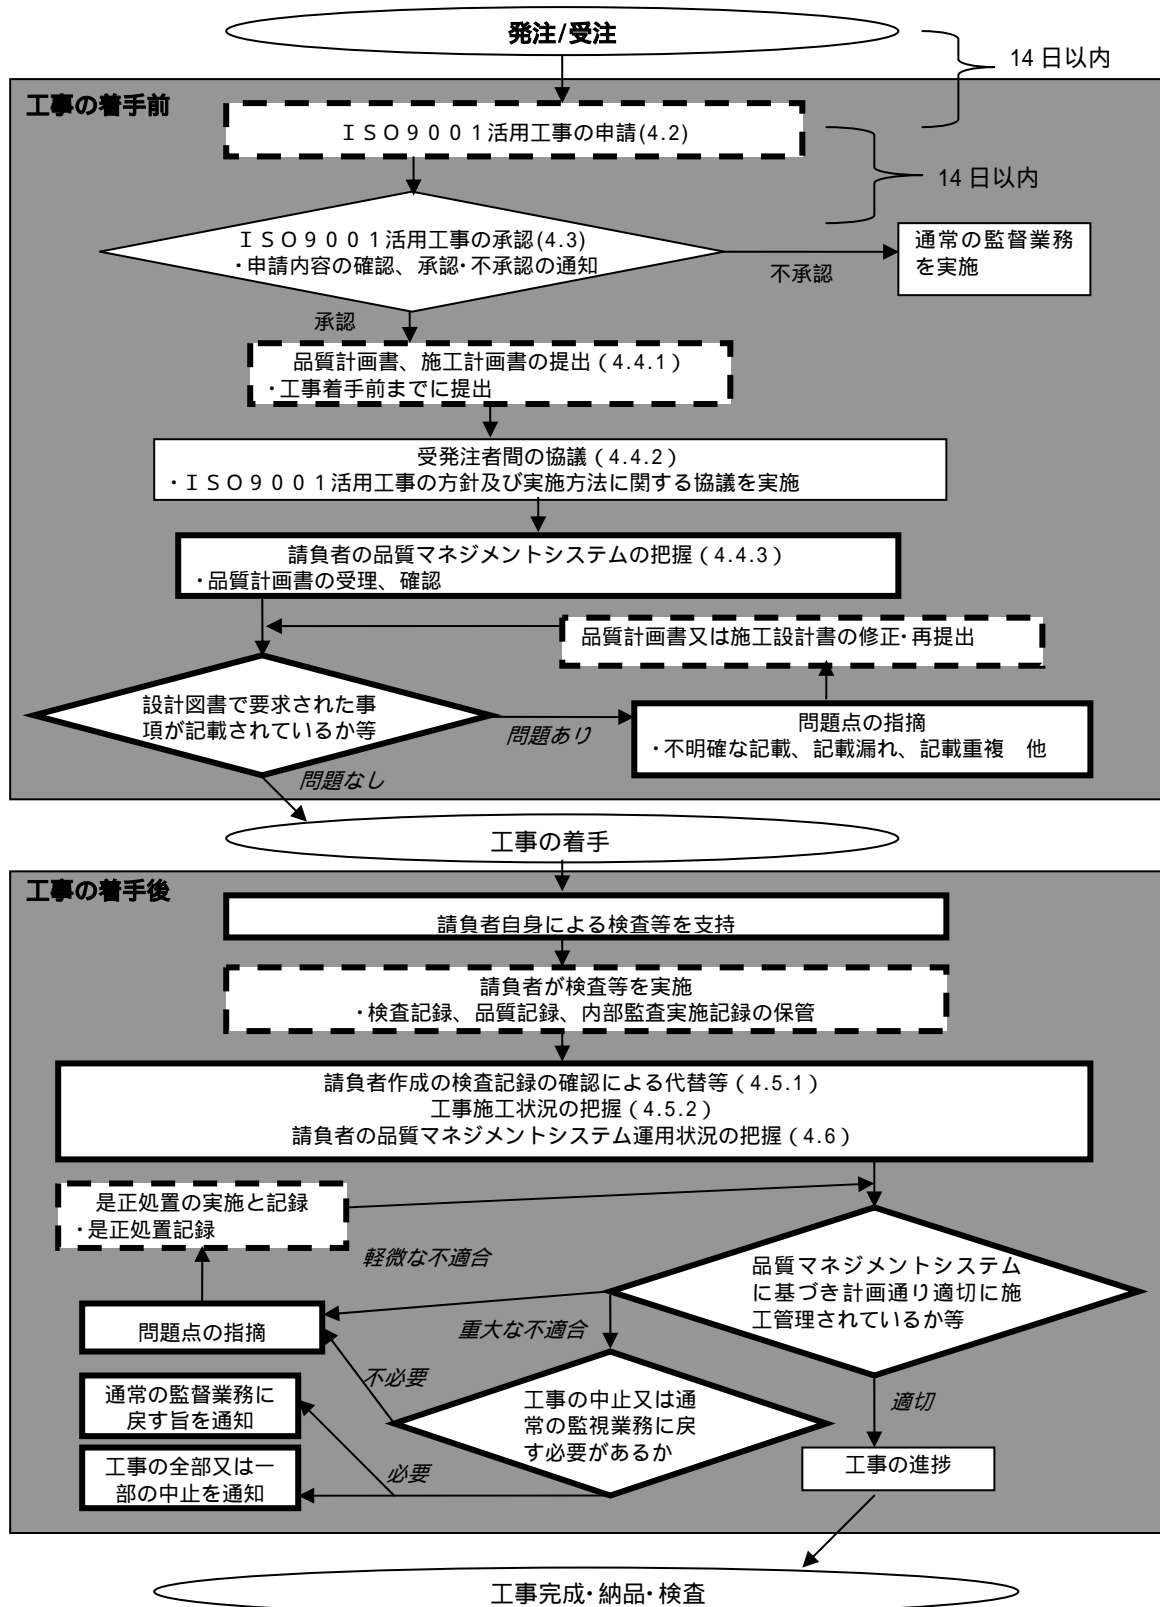 発注/受注
14日以内
工事の着手前
ISO9001活用工事の申請(4.2)
14日以内
ISO9001活用工事の承認(4.3)
・申請内容の確認、承認・不承認の通知
不承認
通常の監督業務
を実施
承認
品質計画書、施工計画書の提出(4.4.1)
・工事着手前までに提出
受発注者間の協議(4.4.2)
・ISO9001活用工事の方針及び実施方法に関する協議を実施
請負者の品質マネジメントシステムの把握(4.4.3)
・品質計画書の受理、確認
品質計画書又は施工設計書の修正・再提出
設計図書で要求された事
項が記載されているか等
問題あり
問題点の指摘
・不明確な記載、記載漏れ、記載重複 他
問題なし
工事の着手
工事の着手後
請負者自身による検査等を支持
請負者が検査等を実施
・検査記録、品質記録、内部監査実施記録の保管
請負者作成の検査記録の確認による代替等(4.5.1)
工事施工状況の把握(4.5.2)
請負者の品質マネジメントシステム運用状況の把握(4.6)
是正処置の実施と記録
・是正処置記録
軽微な不適合
品質マネジメントシステム
に基づき計画通り適切に施
工管理されているか等
問題点の指摘
重大な不適合
不必要
通常の監督業務に
戻す旨を通知
工事の中止又は通
常の監視業務に戻
す必要があるか
適切
工事の全部又は一
部の中止を通知
必要
工事の進捗
工事完成・納品・検査